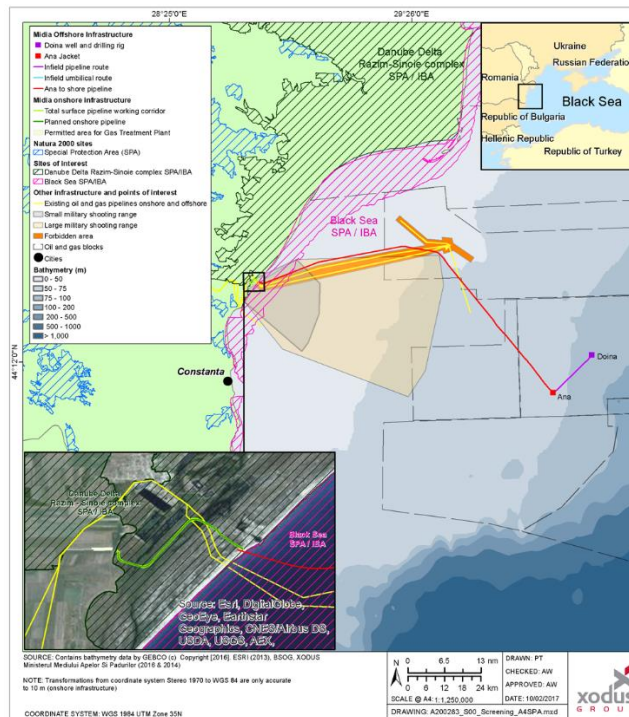 28°25'0"E
29°26'0"E
Midia Offshore Infrastructure
Doina well and drilling rig
Ana Jacket
Infield pipeline route
Infield umbilical route
Ana to shore pipeline
Midia onshore Infrastructure
Total surface pipeline working corridor
Planned onshore pipeline
Permitted area for Gas Treatment Plant
Natura 2000 sites
Special Protection Area (SPA)
Sites of Interest
Danube Delta Razim-Sinoie complex SPA/IBA
Black Sea SPA/IBA
Other Infrastructure and points of interest
Existing oil and gas pipelines onshore and offshore
Small military shooting range
Large military shooting range
Forbidden area
Oil and gas blocks
Cities
Bathymetry (m)
0 - 50
50 - 75
75 - 100
100 - 200
200 - 500
500 - 1000
> 1,000
Danube Delta
Razim-Sinoie complex
SPA / IBA
Ukraine
Russian Federation
Romania
Black Sea
Republic of Bulgaria
Hellenic Republic
Republic of Turkey
Black Sea
SPA / IBA
44°12'0"N
Constanta
Doina
Ana
Danube Delta
Razim - Sinoie complex
SPA / IBA
Black Sea
SPA / IBA
Source: Esri, DigitalGlobe,
GeoEye, Earthstar
Geographics, CNES/Airbus DS,
USDA, USGS, AEX,
SOURCE: Contains bathymetry data by GEBCO (c) Copyright [2016], ESRI (2013), BSOG, XODUS
Ministerul Mediului Apelor Si Padurilor (2016 & 2014)
NOTE: Transformations from coordinate system Stereo 1970 to WGS 84 are only accurate
to 10 m (onshore infrastructure)
COORDINATE SYSTEM: WGS 1984 UTM Zone 35N
N
0 6.5 13 nm
0 6 12 18 24 km
SCALE @ A4: 1:1,250,000
DRAWN: PT
CHECKED: AW
APPROVED: AW
DATE: 10/02/2017
DRAWING: A200283_S00_Screening_A4SPA.mxd
xodus
GROUP